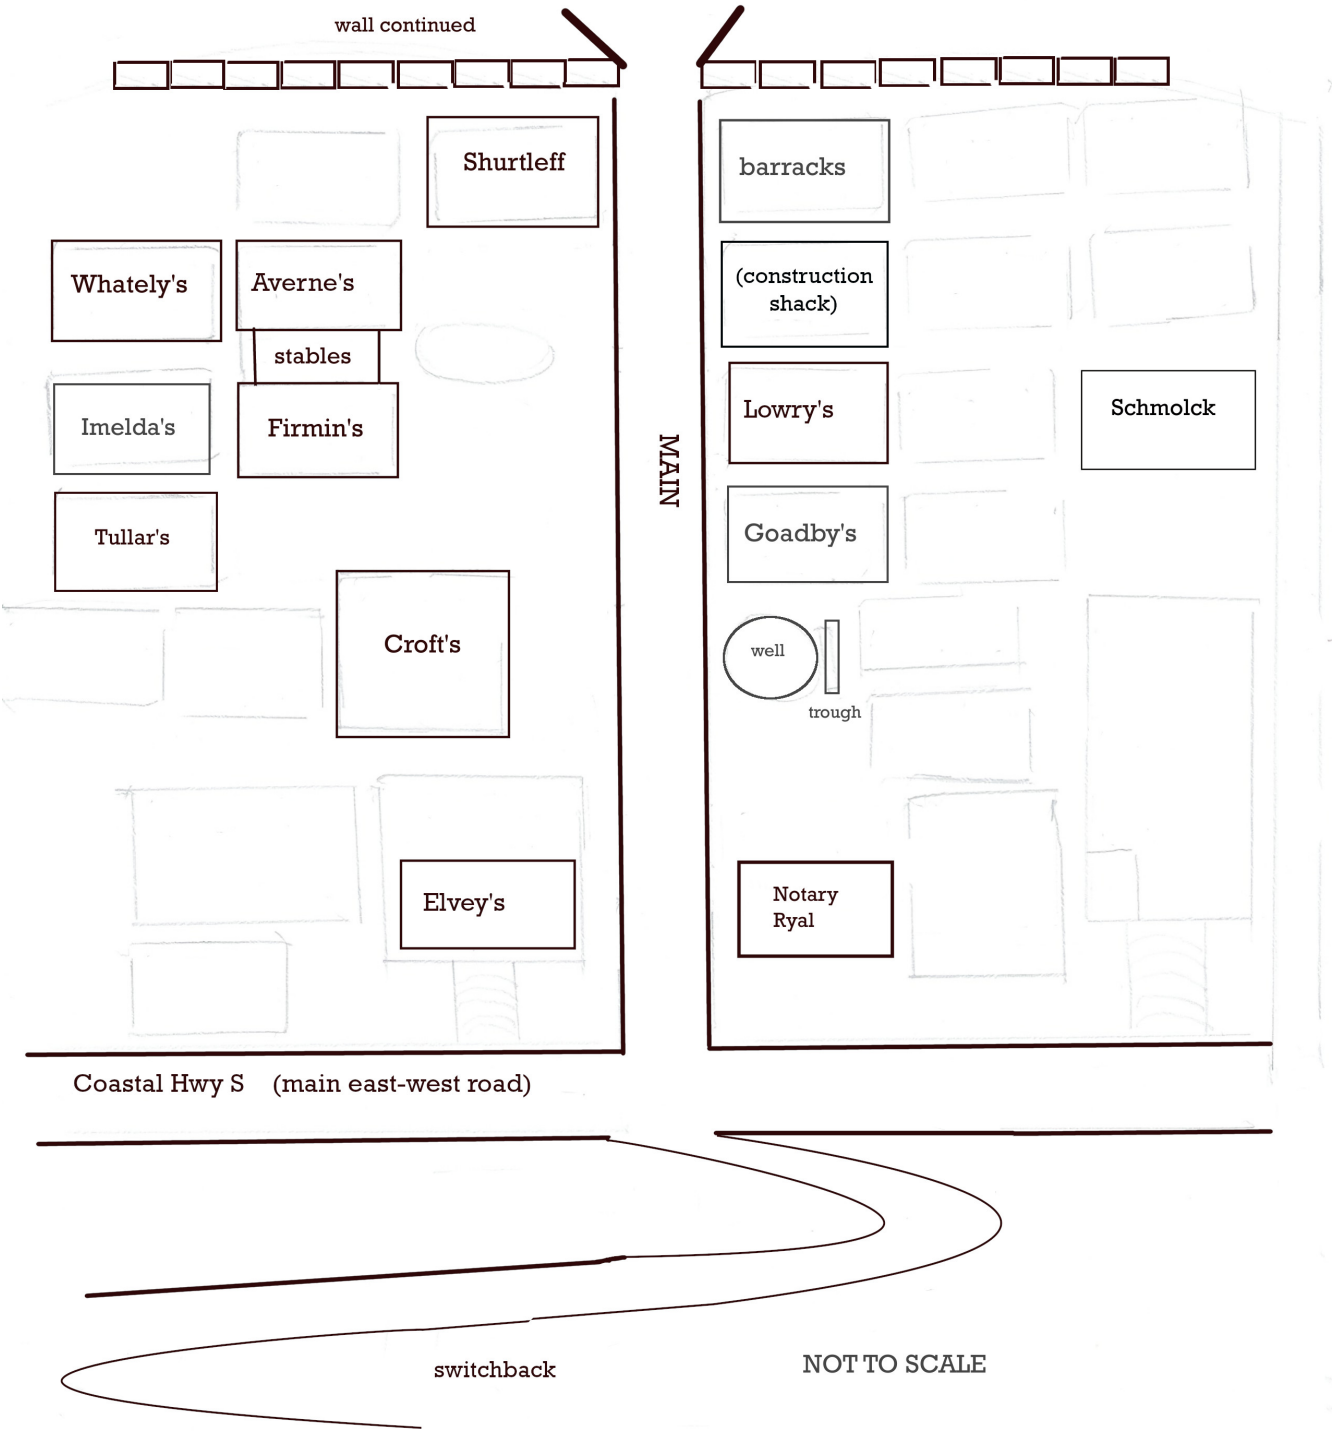 wall continued
Shurtleff
barracks
Whately's
Averne's
(construction
shack)
stables
Imelda's
Firmin's
Lowry's
Schmolck
MAIN
Tullar's
Goadby's
Croft's
well
trough
Elvey's
Notary
Ryal
Coastal Hwy S (main east-west road)
switchback
NOT TO SCALE